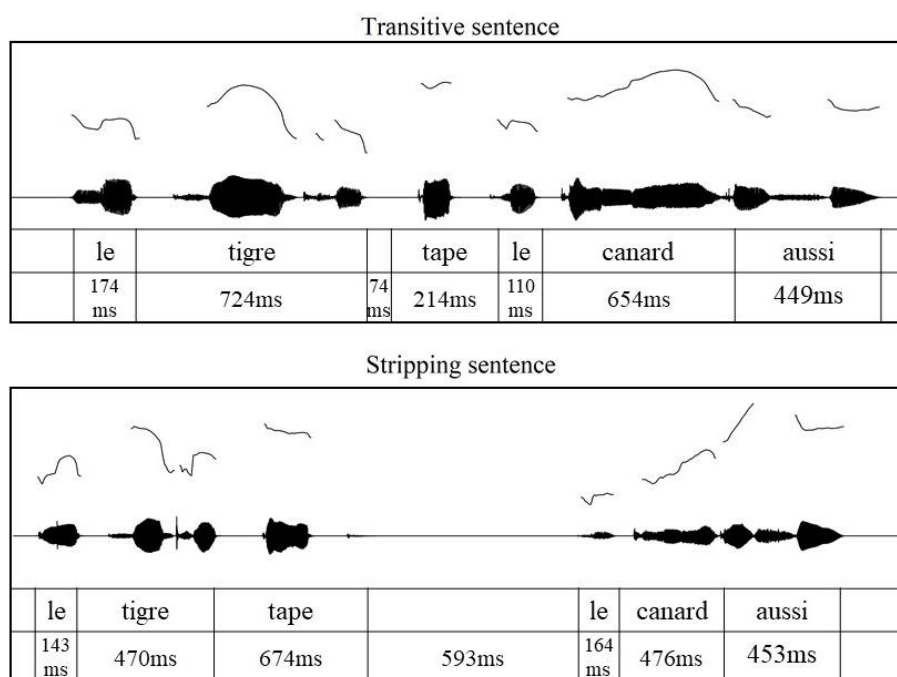 Transitive sentence
le tigre tape le canard aussi
174 ms 724ms 74 ms 214ms 110 ms 654ms 449ms
Stripping sentence
le tigre tape le canard aussi
143 ms 470ms 674ms 593ms 164 ms 476ms 453ms